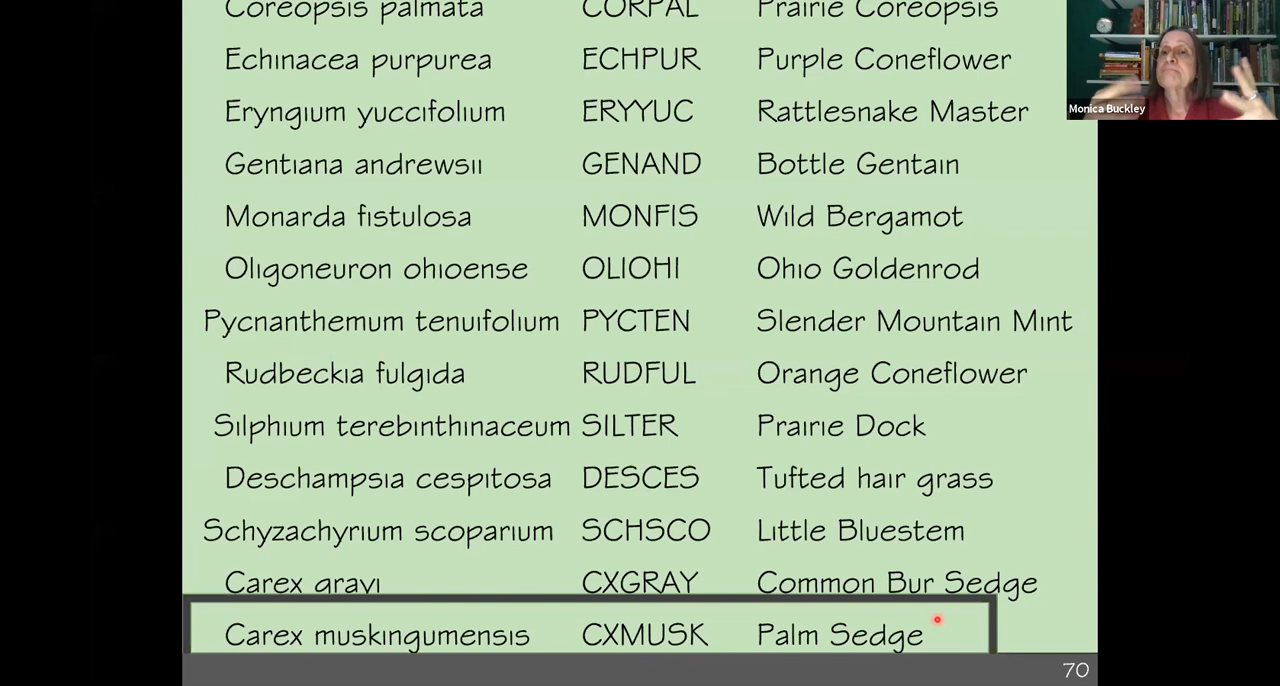 Coreopsis palmata CORPAL Prairie Coreopsis
Echinacea purpurea ECHPUR Purple Coneflower
Monica Buckley
Eryngium yuccifolium ERYYUC Rattlesnake Master
Gentiana andrewsii GENAND Bottle Gentain
Monarda fistulosa MONFIS Wild Bergamot
Oligoneuron ohioense OLIOHI Ohio Goldenrod
Pycnanthemum tenuifolium PYCTEN Slender Mountain Mint
Rudbeckia fulgida RUDFUL Orange Coneflower
Silphium terebinthinaceum SILTER Prairie Dock
Deschampsia cespitosa DESCES Tufted hair grass
Schyzachyrium scoparium SCHSCO Little Bluestem
Carex grayi CXGRAY Common Bur Sedge
Carex muskingumensis CXMUSK Palm Sedge
70